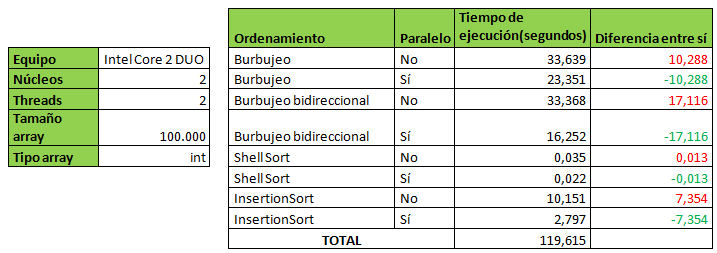 Equipo Intel Core 2 DUO
Núcleos 2
Threads 2
Tamaño
array 100.000
Tipo array int
Tiempo de
Ordenamiento Paralelo ejecución(segundos) Diferencia entre sí
Burbujeo No 33,639 10,288
Burbujeo Sí 23,351 -10,288
Burbujeo bidireccional No 33,368 17,116
Burbujeo bidireccional Sí 16,252 -17,116
Shell Sort No 0,035 0,013
Shell Sort Sí 0,022 -0,013
InsertionSort No 10,151 7,354
InsertionSort Sí 2,797 -7,354
TOTAL 119,615